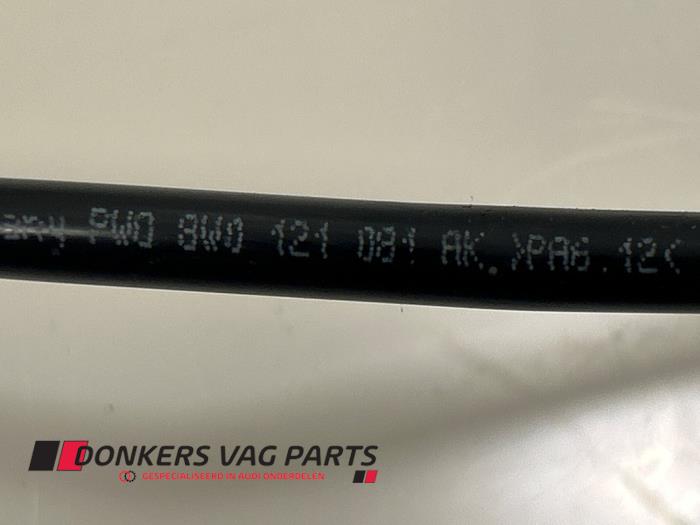 PWO 8W0 121 081 AK. >PA6.12<
DONKERS VAG PARTS
GESPECIALISEERD IN AUDI ONDERDELEN